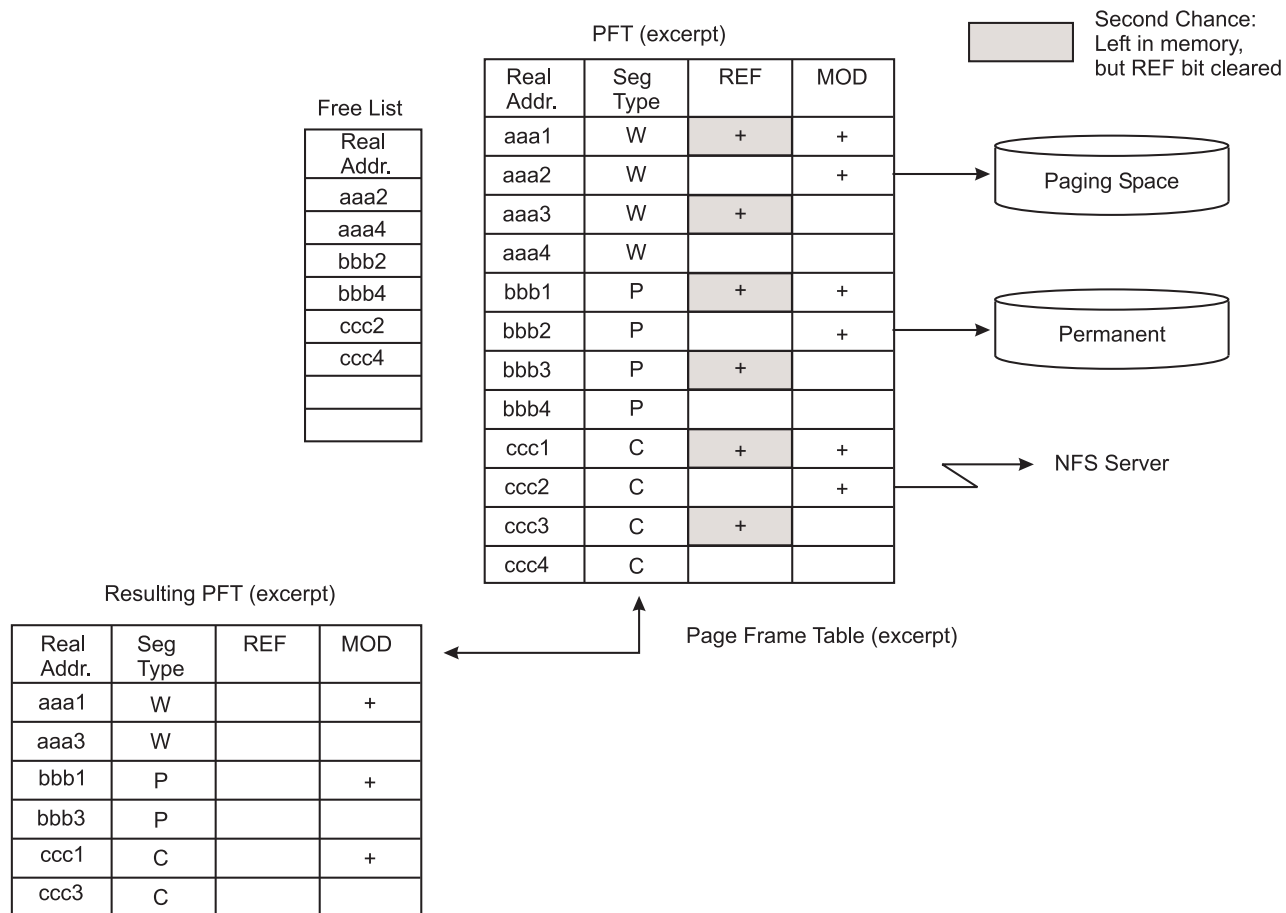 PFT (excerpt)
Second Chance:
Left in memory,
but REF bit cleared
Free List
Real
Addr.
aaa2
aaa4
bbb2
bbb4
ccc2
ccc4
Real Addr. Seg Type REF MOD
aaa1 W + +
aaa2 W +
aaa3 W +
aaa4 W
bbb1 P + +
bbb2 P +
bbb3 P +
bbb4 P
ccc1 C + +
ccc2 C +
ccc3 C +
ccc4 C
Paging Space
Permanent
NFS Server
Page Frame Table (excerpt)
Resulting PFT (excerpt)
Real Addr. Seg Type REF MOD
aaa1 W +
aaa3 W
bbb1 P +
bbb3 P
ccc1 C +
ccc3 C